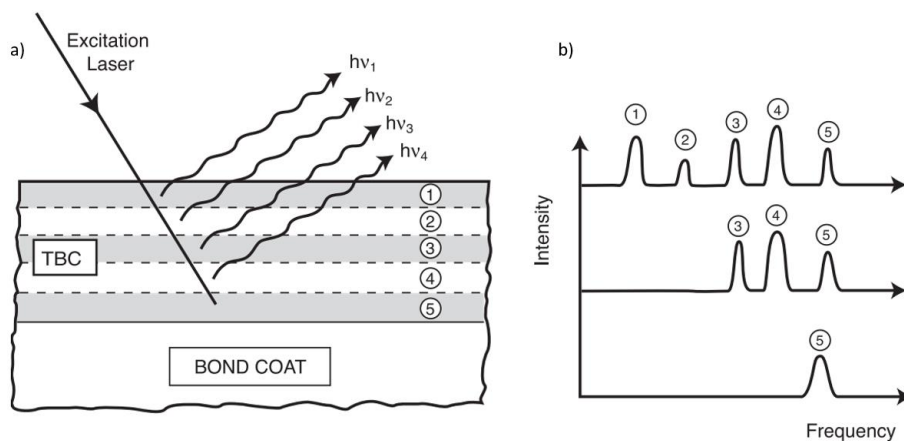 a)
Excitation
Laser
hν₁
hν₂
hν₃
hν₄
①
②
③
④
⑤
TBC
BOND COAT
b)
Intensity
① ② ③ ④ ⑤
③ ④ ⑤
⑤
Frequency